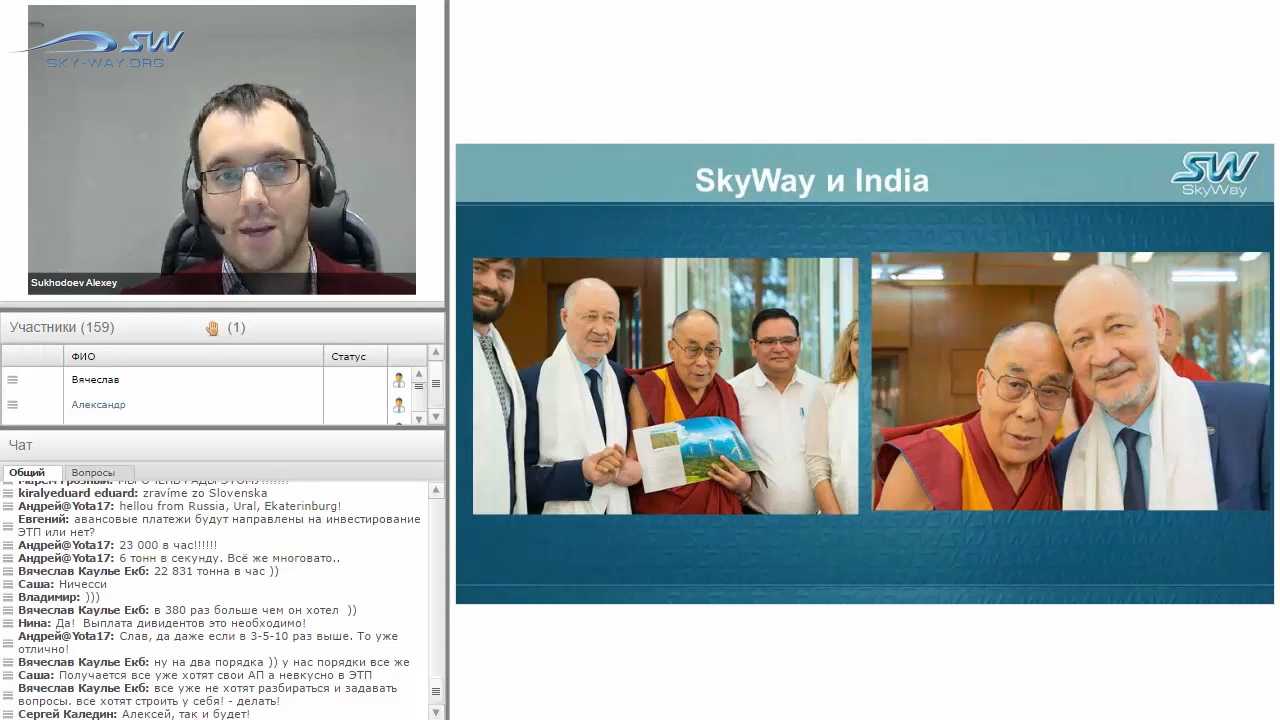 SW
SKY-WAY.ORG
Sukhodoev Alexey
Участники (159)
(1)
ФИО
Статус
Вячеслав
Александр
Чат
Общий
Вопросы
kiralyeduard eduard: zravíme zo Slovenska
Андрей@Yota17: hellou from Russia, Ural, Ekaterinburg!
Евгений: авансовые платежи будут направлены на инвестирование
ЭТП или нет?
Андрей@Yota17: 23 000 в час!!!!!!
Андрей@Yota17: 6 тонн в секунду. Всё же многовато..
Вячеслав Каулье Екб: 22 831 тонна в час ))
Саша: Ничесси
Владимир: )))
Вячеслав Каулье Екб: в 380 раз больше чем он хотел ))
Нина: Да! Выплата дивидентов это необходимо!
Андрей@Yota17: Слав, да даже если в 3-5-10 раз выше. То уже
отлично!
Вячеслав Каулье Екб: ну на два порядка )) у нас порядки все же
Саша: Получается все уже хотят свои АП а невкусно в ЭТП
Вячеслав Каулье Екб: все уже не хотят разбираться и задавать
вопросы. все хотят строить у себя! - делать!
Сергей Каледин: Алексей, так и будет!
SkyWay и India
SW
SkyWay